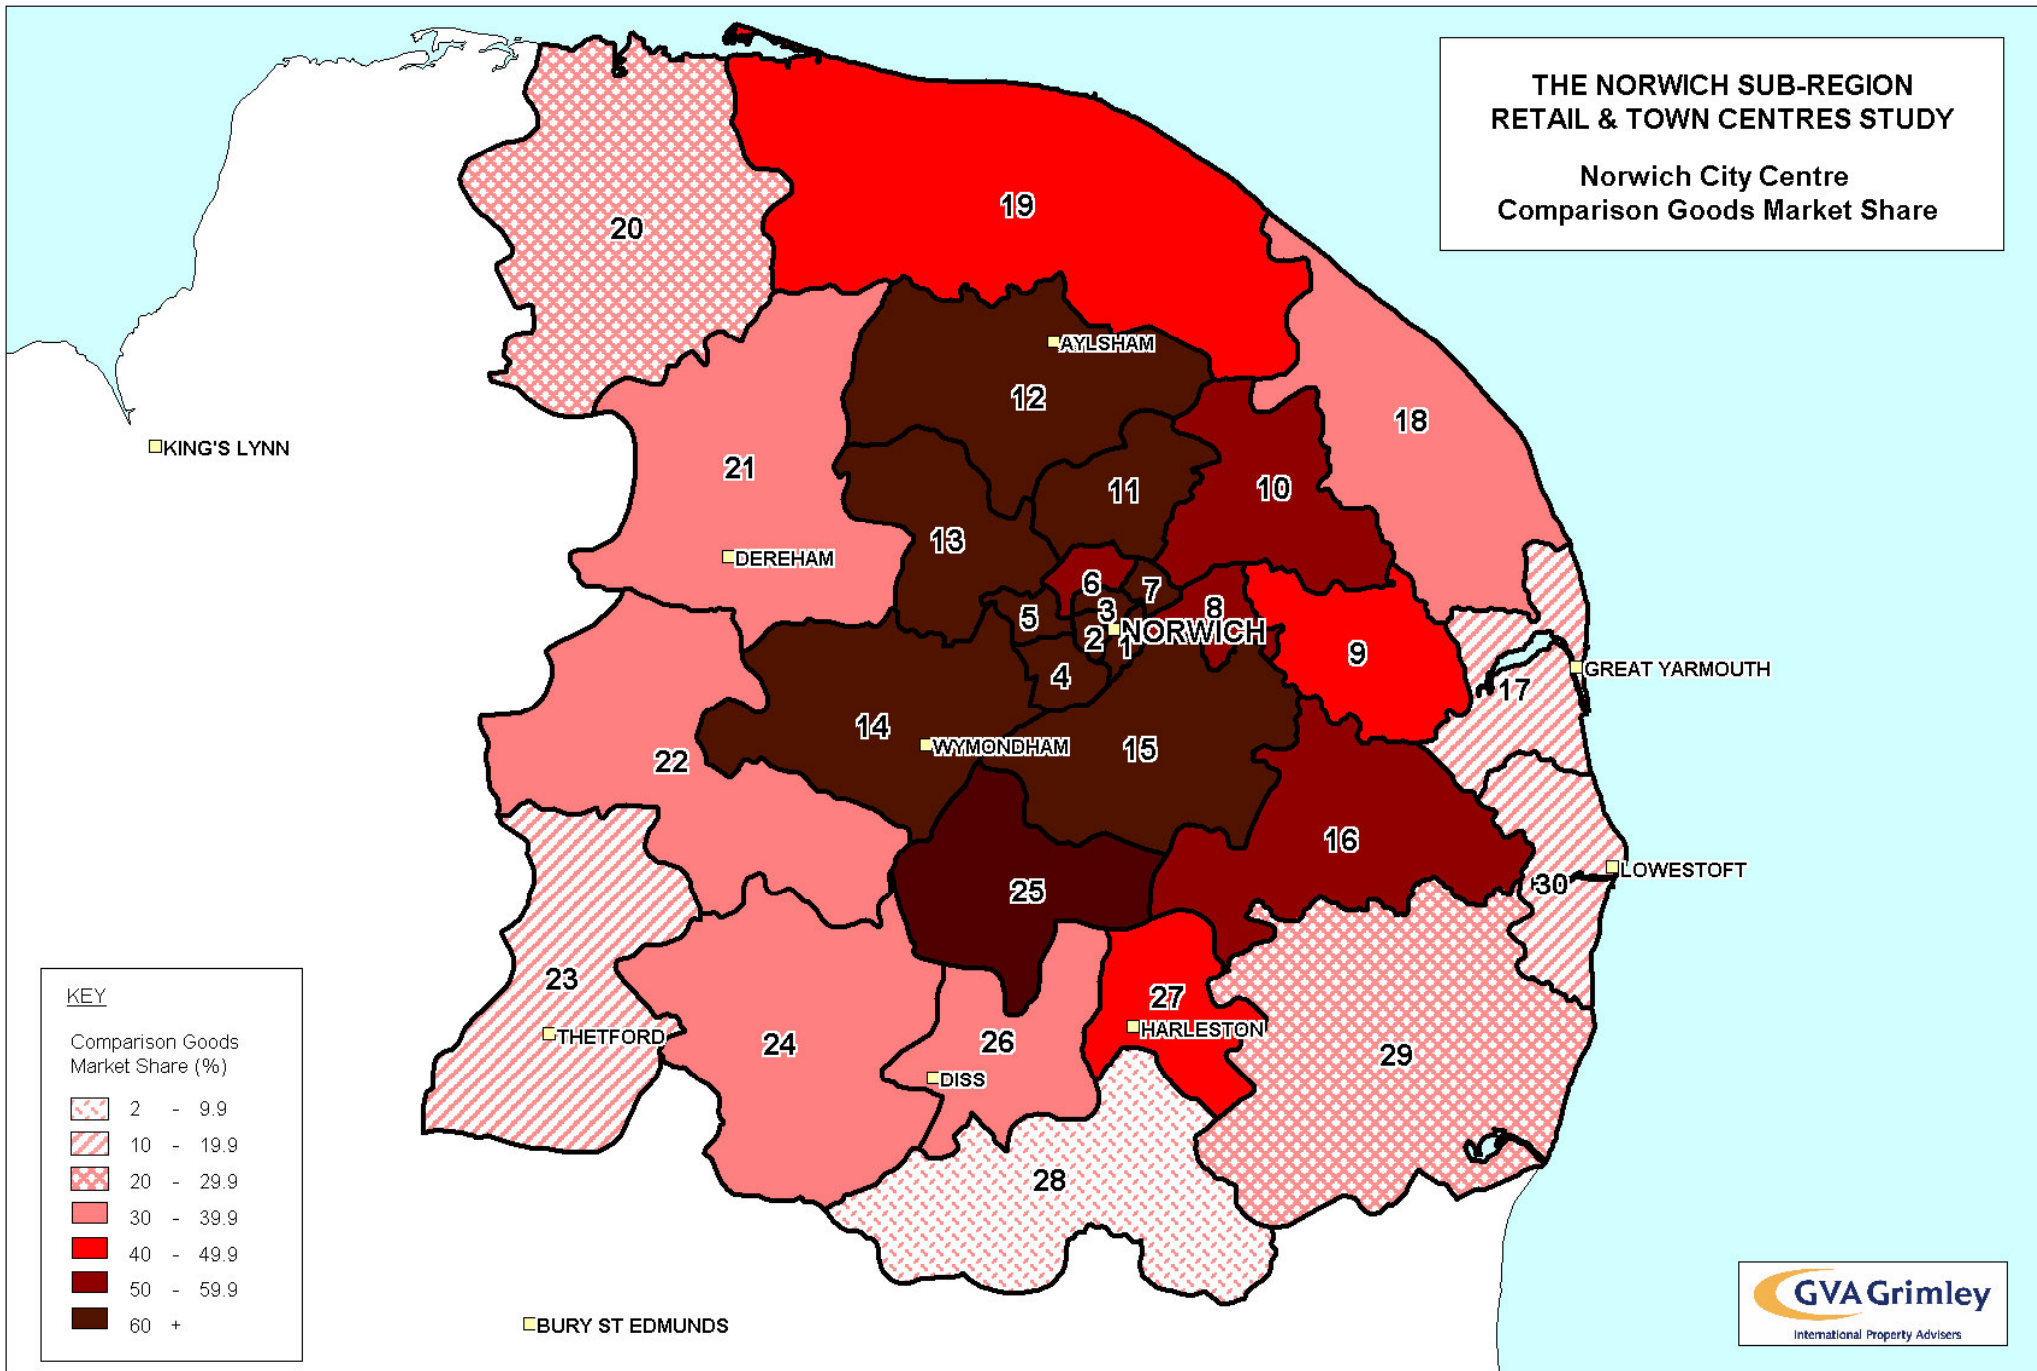 THE NORWICH SUB-REGION
RETAIL & TOWN CENTRES STUDY
Norwich City Centre
Comparison Goods Market Share
19
20
AYLSHAM
12
18
KING'S LYNN
21
11
10
13
DEREHAM
6
7
5
3
8
NORWICH
2
1
9
4
GREAT YARMOUTH
17
14
WYMONDHAM
15
22
16
LOWESTOFT
30
25
23
27
THETFORD
HARLESTON
24
26
29
DISS
28
BURY ST EDMUNDS
KEY
Comparison Goods
Market Share (%)
2 - 9.9
10 - 19.9
20 - 29.9
30 - 39.9
40 - 49.9
50 - 59.9
60 +
GVA Grimley
International Property Advisers